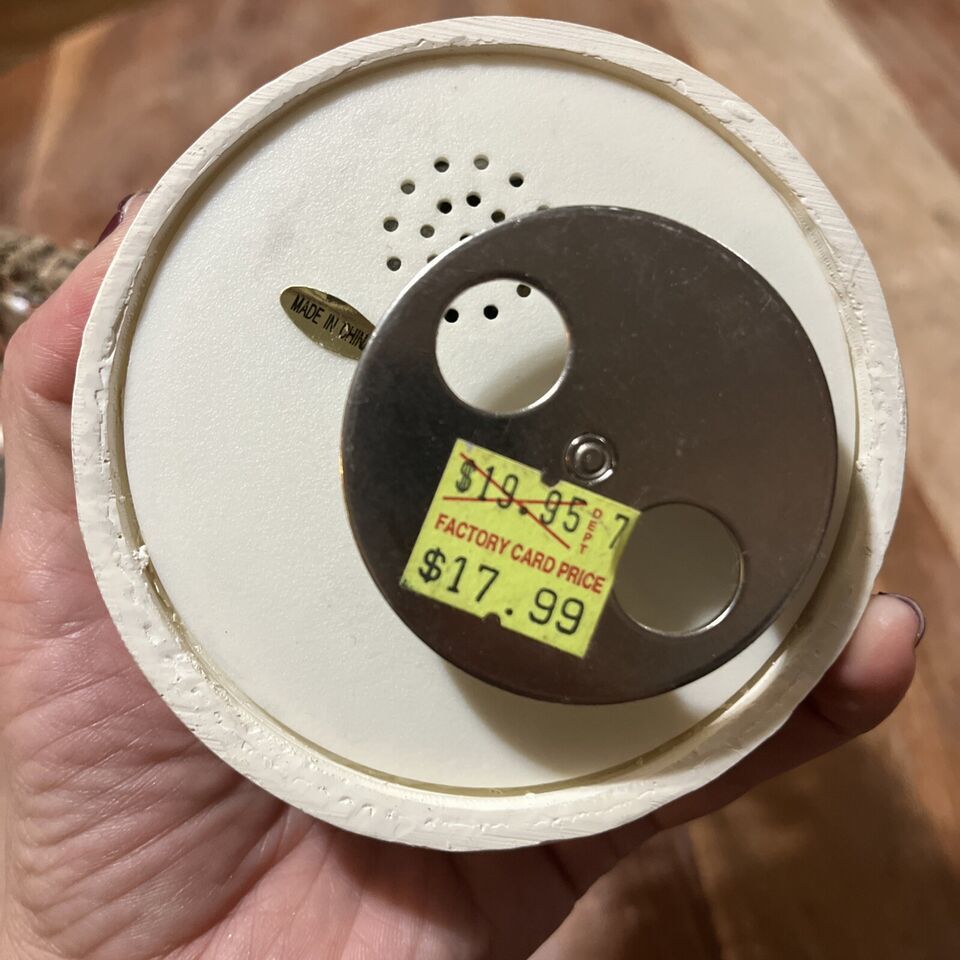 MADE IN CHINA
$19.95 DEPT 7
FACTORY CARD PRICE
$17.99